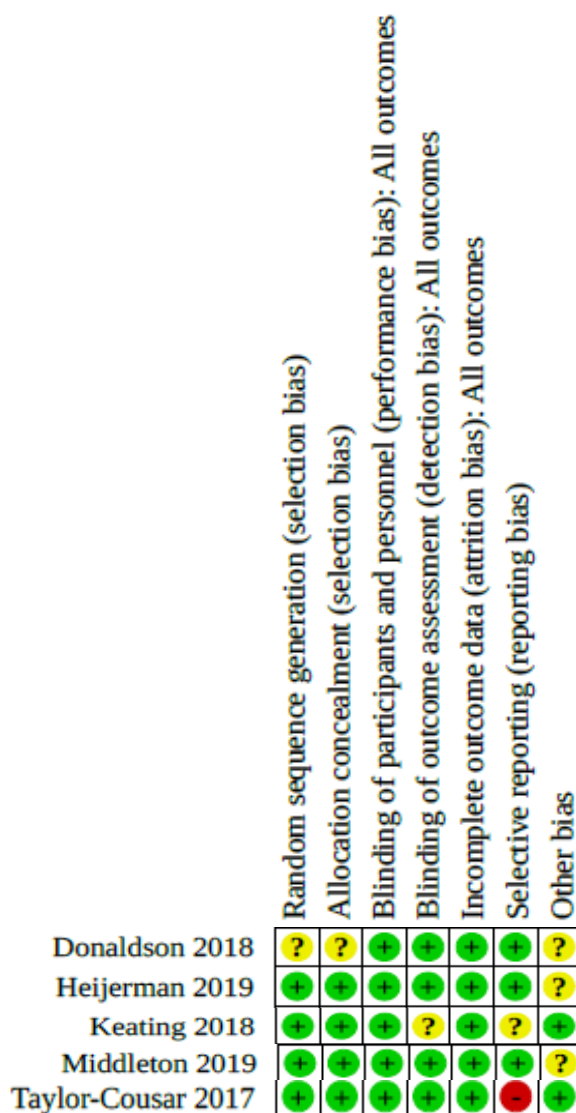 Random sequence generation (selection bias)
Allocation concealment (selection bias)
Blinding of participants and personnel (performance bias): All outcomes
Blinding of outcome assessment (detection bias): All outcomes
Incomplete outcome data (attrition bias): All outcomes
Selective reporting (reporting bias)
Other bias
Donaldson 2018 ? ? + + + + ?
Heijerman 2019 + + + + + + ?
Keating 2018 + + + ? + ? +
Middleton 2019 + + + + + + ?
Taylor-Cousar 2017 + + + + + - +